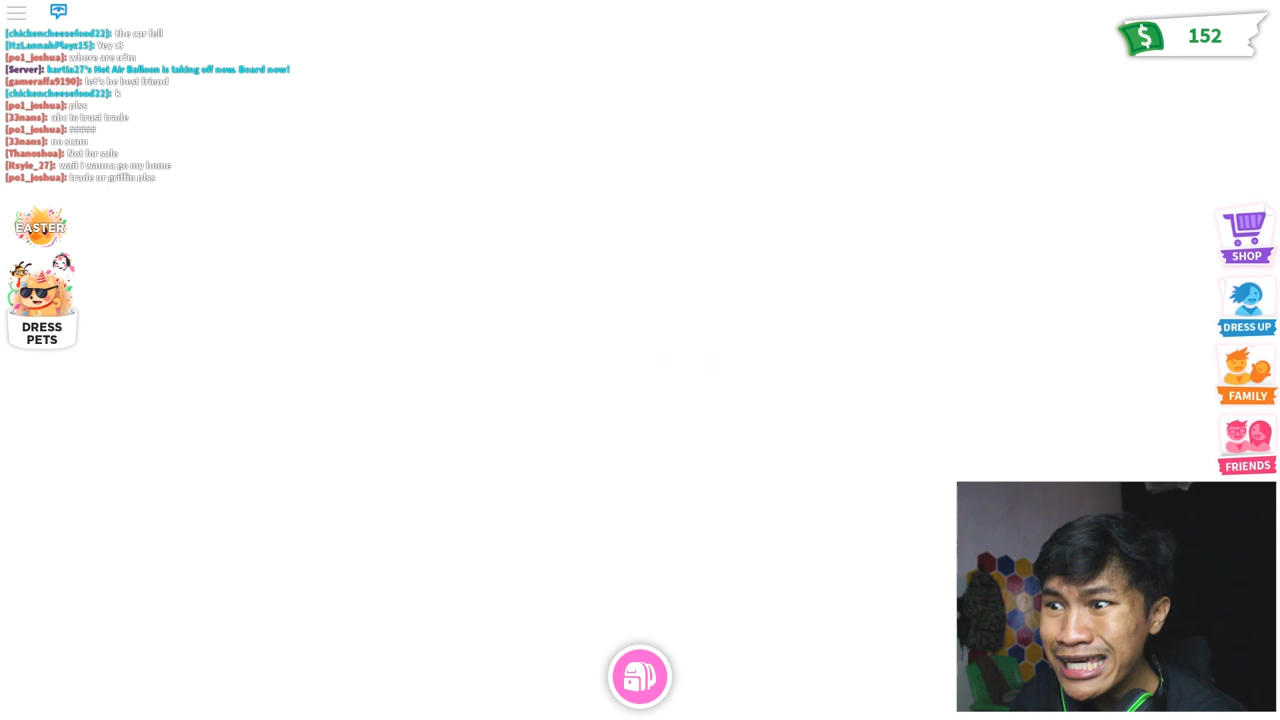 [chickencheesefood22]: the car fell
[ItzLannahPlayz15]: Yey :3
[po1_joshua]: where are u?m
[Server]: kartia27's Hot Air Balloon is taking off now. Board now!
[gameraffa9190]: let's be best friend
[chickencheesefood22]: k
[po1_joshua]: plss
[33nans]: abc to trust trade
[po1_joshua]: #####
[33nans]: no scam
[Thanoshoa]: Not for sale
[itsyie_27]: wait i wanna go my home
[po1_joshua]: trade ur griffin plss
152
EASTER
DRESS
PETS
SHOP
DRESS UP
FAMILY
FRIENDS